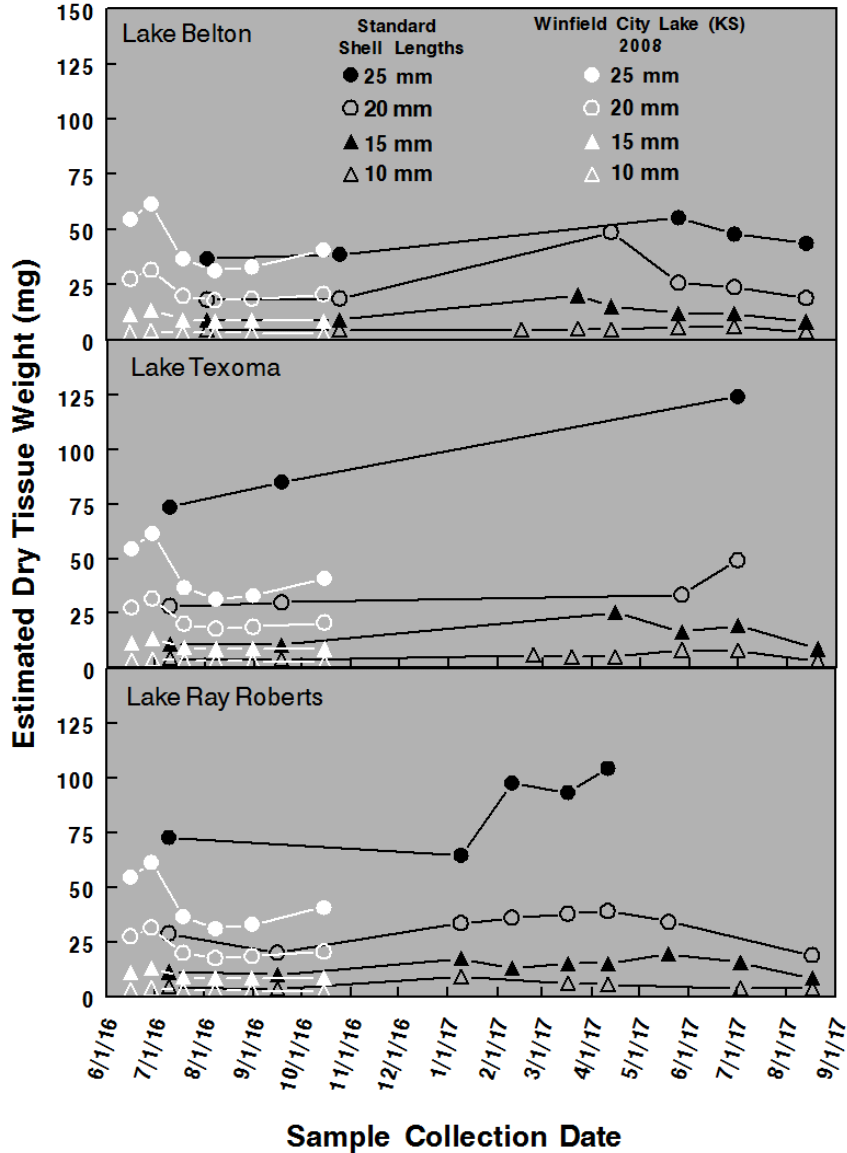 Estimated Dry Tissue Weight (mg)
150
125
100
75
50
25
0
Lake Belton
Standard
Shell Lengths
25 mm
20 mm
15 mm
10 mm
Winfield City Lake (KS)
2008
25 mm
20 mm
15 mm
10 mm
125
100
75
50
25
0
Lake Texoma
125
100
75
50
25
0
Lake Ray Roberts
6/1/16
7/1/16
8/1/16
9/1/16
10/1/16
11/1/16
12/1/16
1/1/17
2/1/17
3/1/17
4/1/17
5/1/17
6/1/17
7/1/17
8/1/17
9/1/17
Sample Collection Date